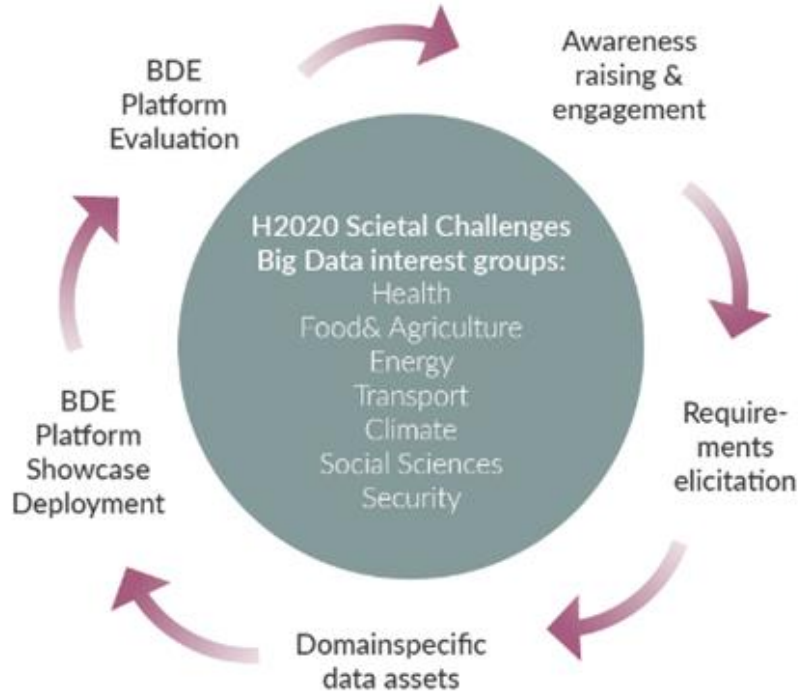 BDE
Platform
Evaluation
Awareness
raising &
engagement
H2020 Scietal Challenges
Big Data interest groups:
Health
Food& Agriculture
Energy
Transport
Climate
Social Sciences
Security
BDE
Platform
Showcase
Deployment
Require-
ments
elicitation
Domainspecific
data assets